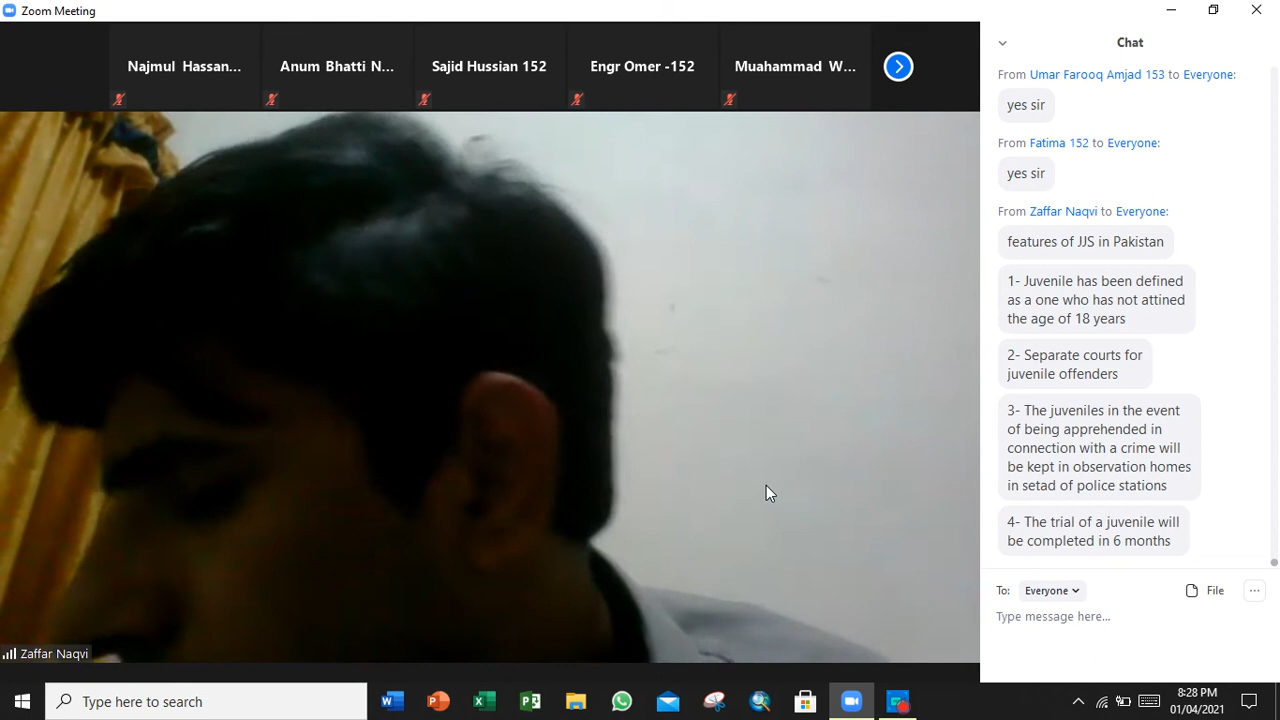 Zoom Meeting
Najmul Hassan...
Anum Bhatti N...
Sajid Hussian 152
Engr Omer -152
Muahammad W...
Zaffar Naqvi
Chat
From Umar Farooq Amjad 153 to Everyone:
yes sir
From Fatima 152 to Everyone:
yes sir
From Zaffar Naqvi to Everyone:
features of JJS in Pakistan
1- Juvenile has been defined
as a one who has not attined
the age of 18 years
2- Separate courts for
juvenile offenders
3- The juveniles in the event
of being apprehended in
connection with a crime will
be kept in observation homes
in setad of police stations
4- The trial of a juvenile will
be completed in 6 months
To: Everyone File ...
Type message here...
Type here to search
8:28 PM
01/04/2021